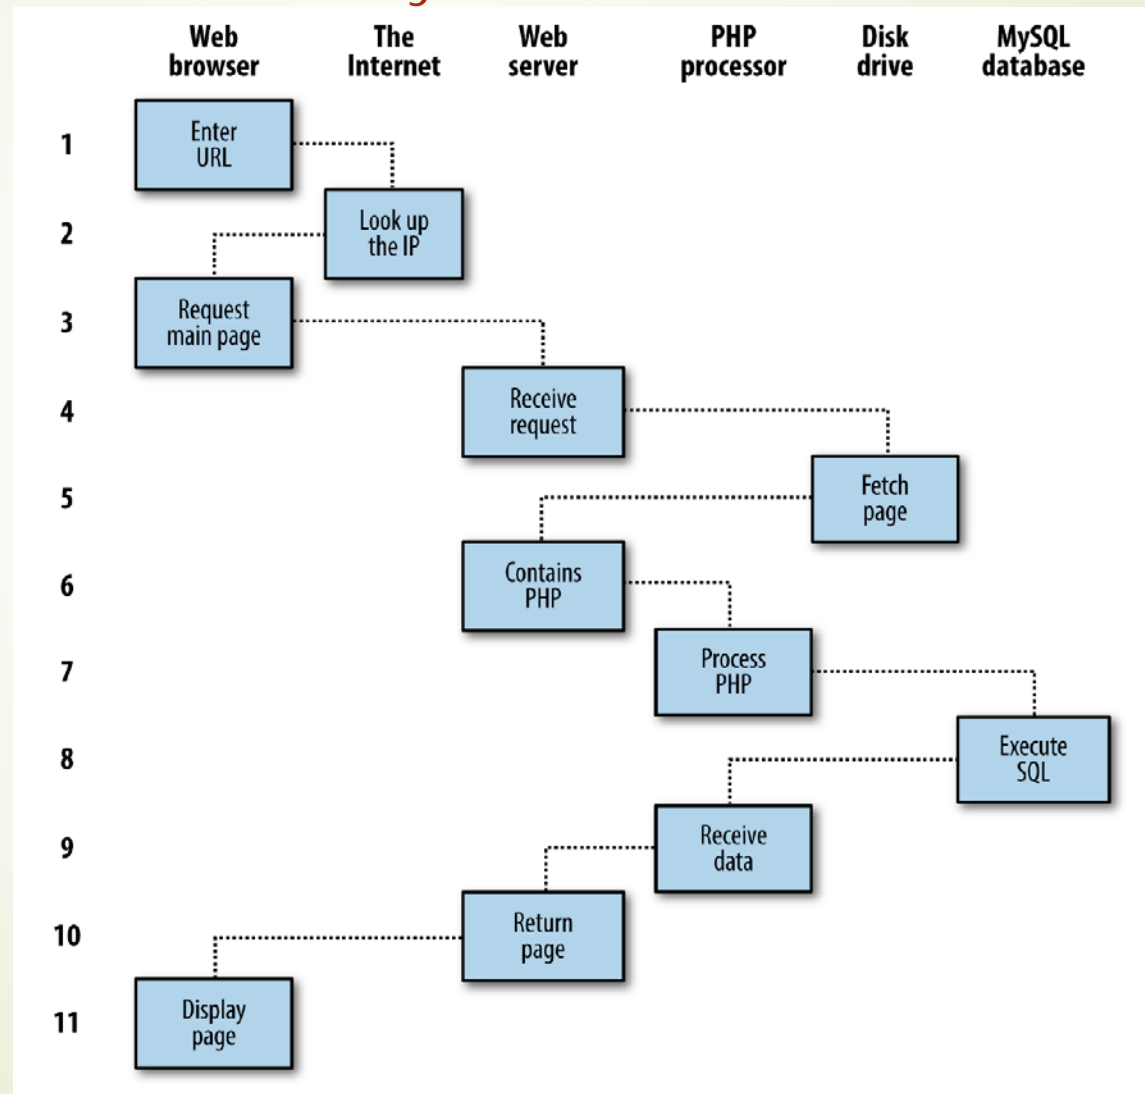 Web
browser
The
Internet
Web
server
PHP
processor
Disk
drive
MySQL
database
1
Enter
URL
2
Look up
the IP
3
Request
main page
4
Receive
request
5
Fetch
page
6
Contains
PHP
7
Process
PHP
8
Execute
SQL
9
Receive
data
10
Return
page
11
Display
page